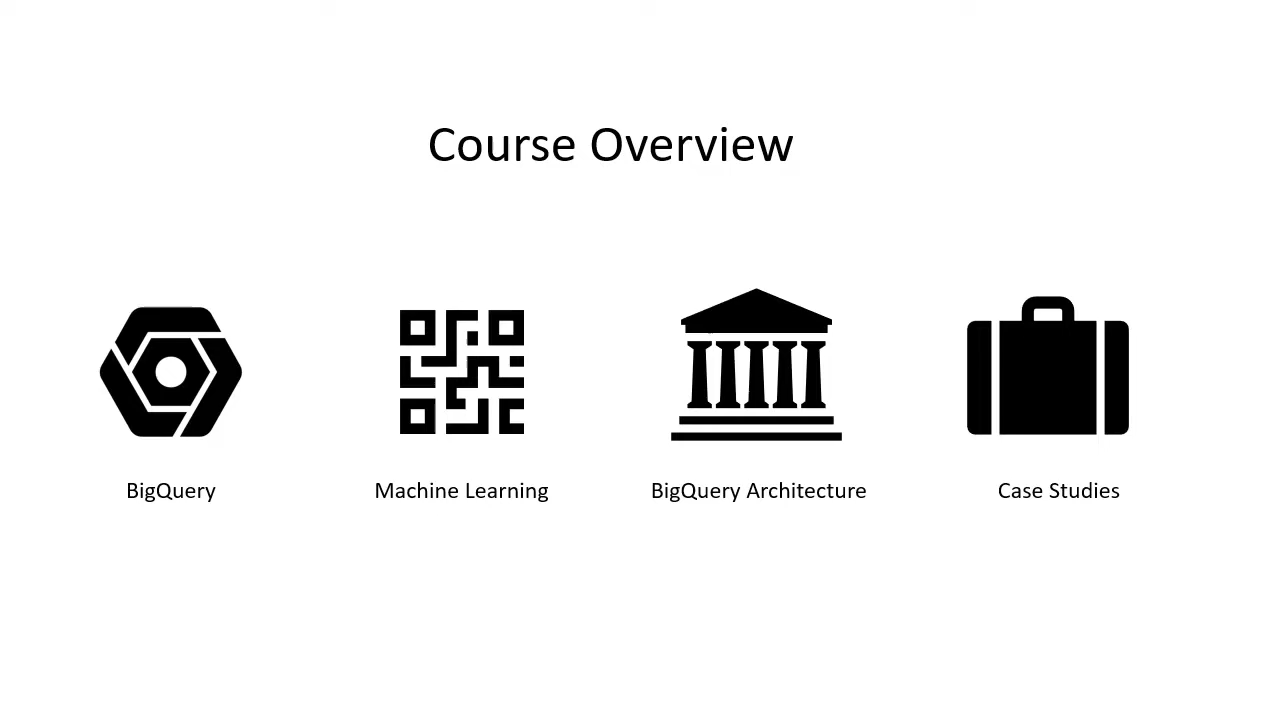 Course Overview
BigQuery
Machine Learning
BigQuery Architecture
Case Studies